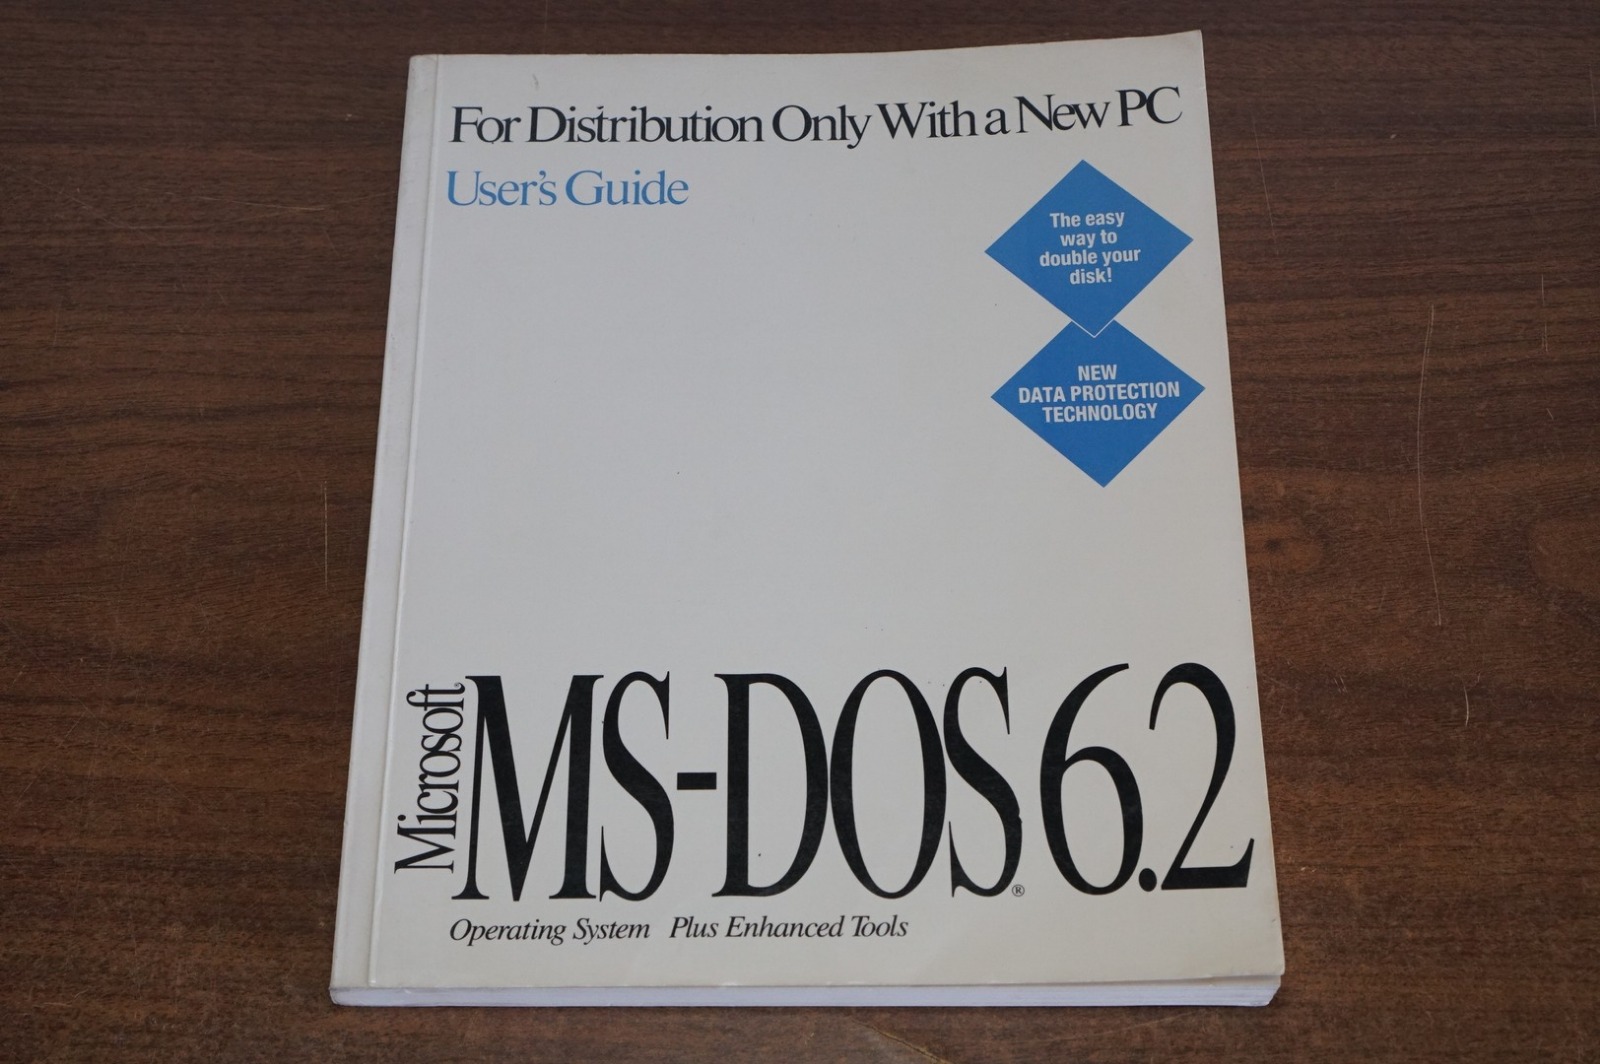 For Distribution Only With a New PC
User's Guide
The easy
way to
double your
disk!
NEW
DATA PROTECTION
TECHNOLOGY
Microsoft
MS-DOS® 6.2
Operating System Plus Enhanced Tools